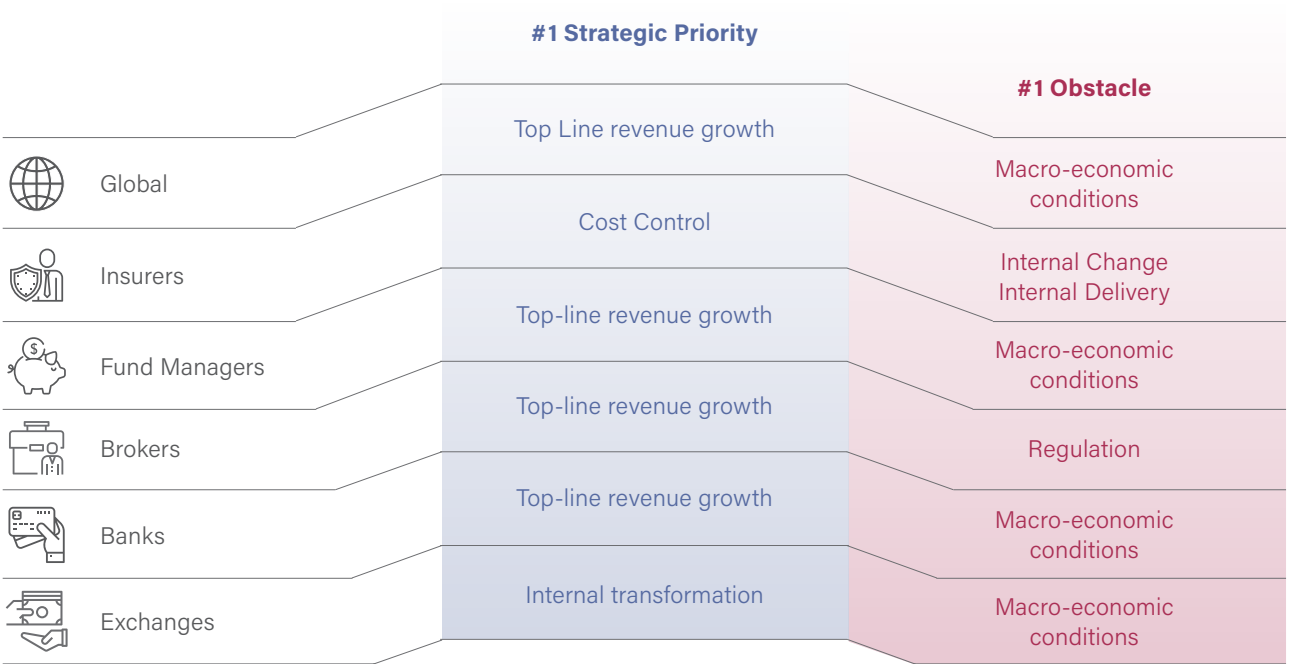 #1 Strategic Priority
#1 Obstacle
Global
Top Line revenue growth
Macro-economic
conditions
Insurers
Cost Control
Internal Change
Internal Delivery
Fund Managers
Top-line revenue growth
Macro-economic
conditions
Brokers
Top-line revenue growth
Regulation
Banks
Top-line revenue growth
Macro-economic
conditions
Exchanges
Internal transformation
Macro-economic
conditions